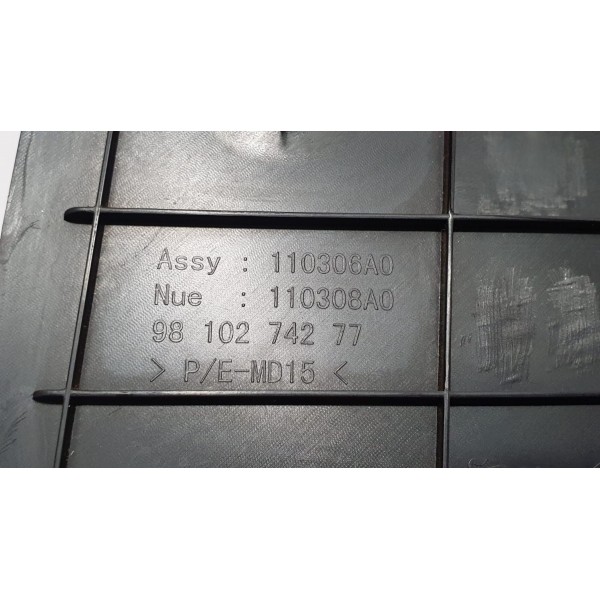 Assy : 110306A0
Nue : 110308A0
98 102 742 77
> P/E-MD15 <